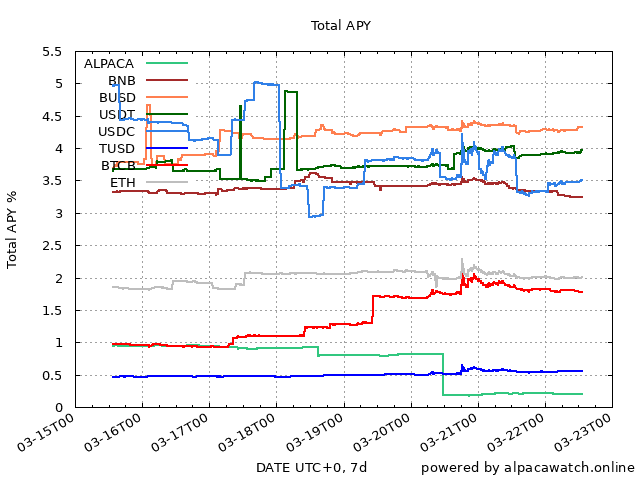 Total APY
5.5
5
4.5
4
3.5
3
2.5
2
1.5
1
0.5
0
Total APY %
ALPACA
BNB
BUSD
USDT
USDC
TUSD
BTCB
ETH
03-15T00
03-16T00
03-17T00
03-18T00
03-19T00
03-20T00
03-21T00
03-22T00
03-23T00
DATE UTC+0, 7d
powered by alpacawatch.online